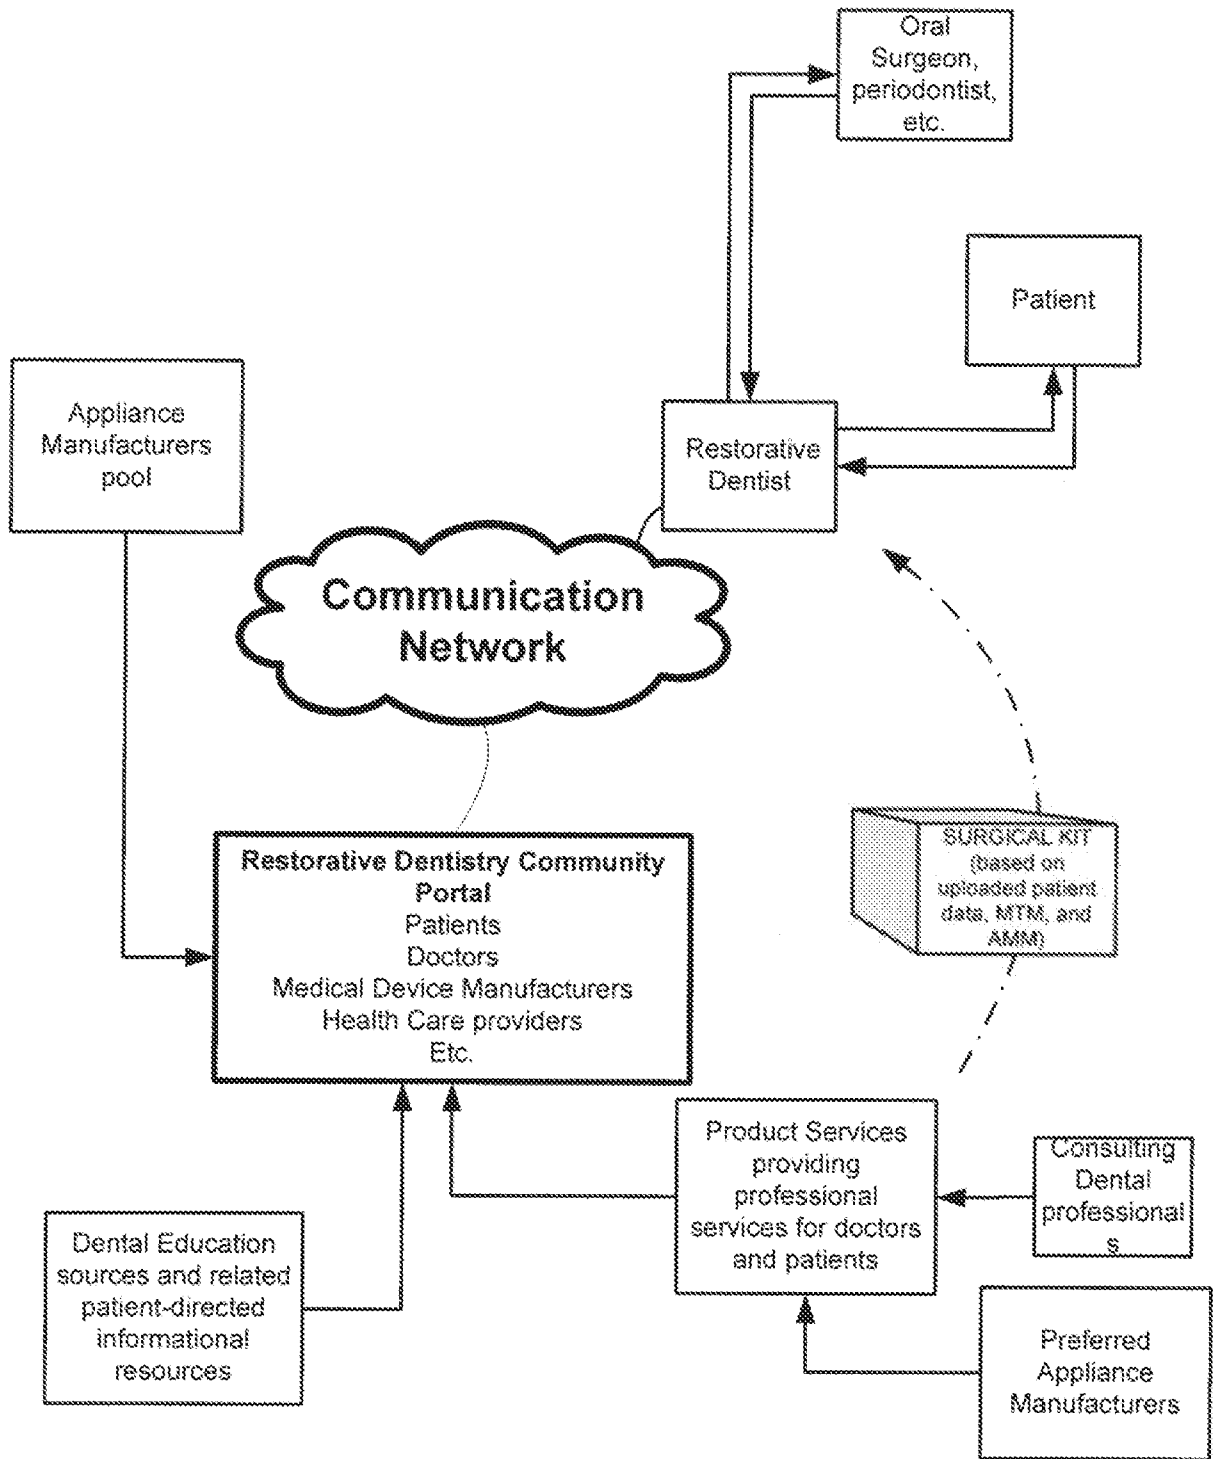 Oral
Surgeon,
periodontist,
etc.
Patient
Appliance
Manufacturers
pool
Restorative
Dentist
Communication
Network
SURGICAL KIT
(based on
uploaded patient
data, MTM, and
AMM)
Restorative Dentistry Community
Portal
Patients
Doctors
Medical Device Manufacturers
Health Care providers
Etc.
Product Services
providing
professional
services for doctors
and patients
Consulting
Dental
professional
s
Dental Education
sources and related
patient-directed
informational
resources
Preferred
Appliance
Manufacturers